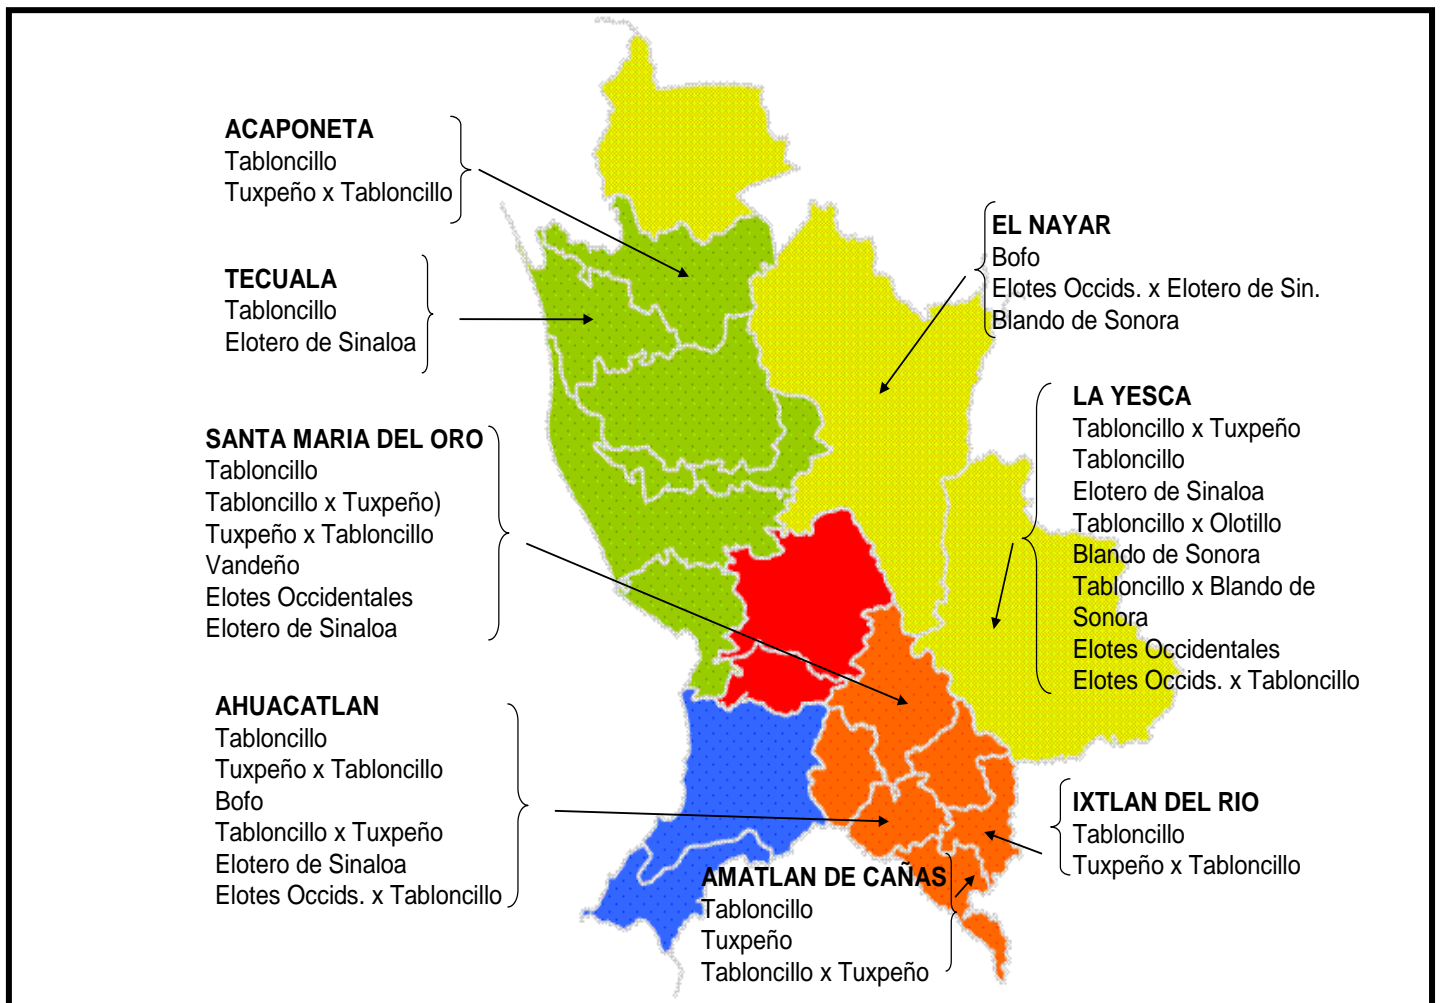 ACAPONETA
Tabloncillo
Tuxpeño x Tabloncillo
TECUALA
Tabloncillo
Elotero de Sinaloa
SANTA MARIA DEL ORO
Tabloncillo
Tabloncillo x Tuxpeño)
Tuxpeño x Tabloncillo
Vandeño
Elotes Occidentales
Elotero de Sinaloa
AHUACATLAN
Tabloncillo
Tuxpeño x Tabloncillo
Bofo
Tabloncillo x Tuxpeño
Elotero de Sinaloa
Elotes Occids. x Tabloncillo
EL NAYAR
Bofo
Elotes Occids. x Elotero de Sin.
Blando de Sonora
LA YESCA
Tabloncillo x Tuxpeño
Tabloncillo
Elotero de Sinaloa
Tabloncillo x Olotillo
Blando de Sonora
Tabloncillo x Blando de
Sonora
Elotes Occidentales
Elotes Occids. x Tabloncillo
IXTLAN DEL RIO
Tabloncillo
Tuxpeño x Tabloncillo
AMATLAN DE CAÑAS
Tabloncillo
Tuxpeño
Tabloncillo x Tuxpeño